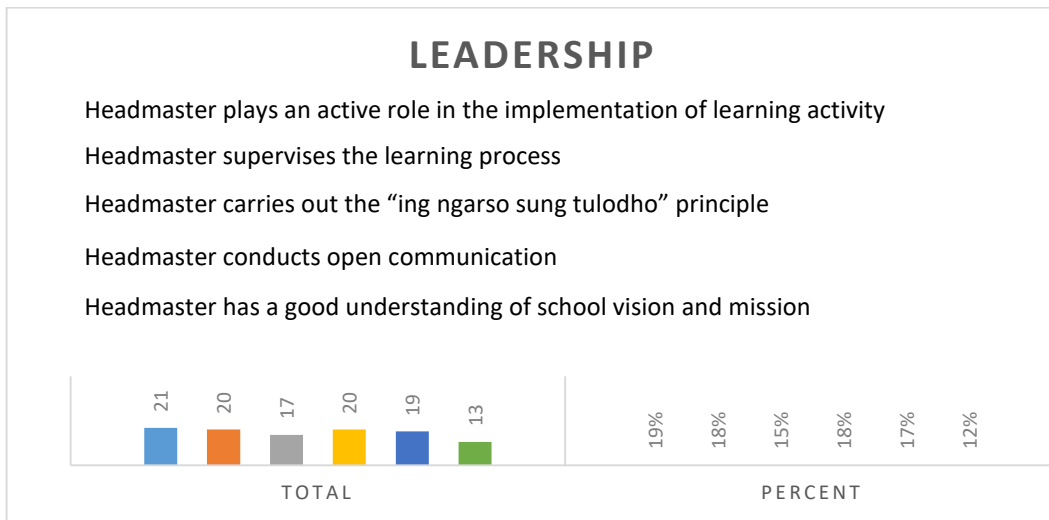 LEADERSHIP
Headmaster plays an active role in the implementation of learning activity
Headmaster supervises the learning process
Headmaster carries out the “ing ngarso sung tulodho” principle
Headmaster conducts open communication
Headmaster has a good understanding of school vision and mission
21 20 17 20 19 13 19% 18% 15% 18% 17% 12%
TOTAL PERCENT